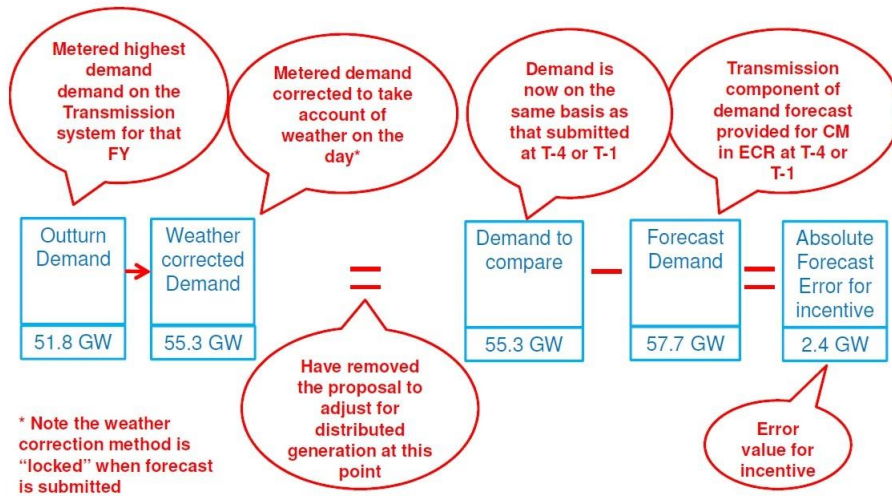 Metered highest
demand
demand on the
Transmission
system for that
FY
Metered demand
corrected to take
account of
weather on the
day*
Demand is
now on the
same basis as
that submitted
at T-4 or T-1
Transmission
component of
demand forecast
provided for CM
in ECR at T-4 or
T-1
Outturn
Demand
51.8 GW
Weather
corrected
Demand
55.3 GW
=
Demand to
compare
55.3 GW
Forecast
Demand
57.7 GW
=
Absolute
Forecast
Error for
incentive
2.4 GW
Have removed
the proposal to
adjust for
distributed
generation at this
point
Error
value for
incentive
* Note the weather
correction method is
“locked” when forecast
is submitted